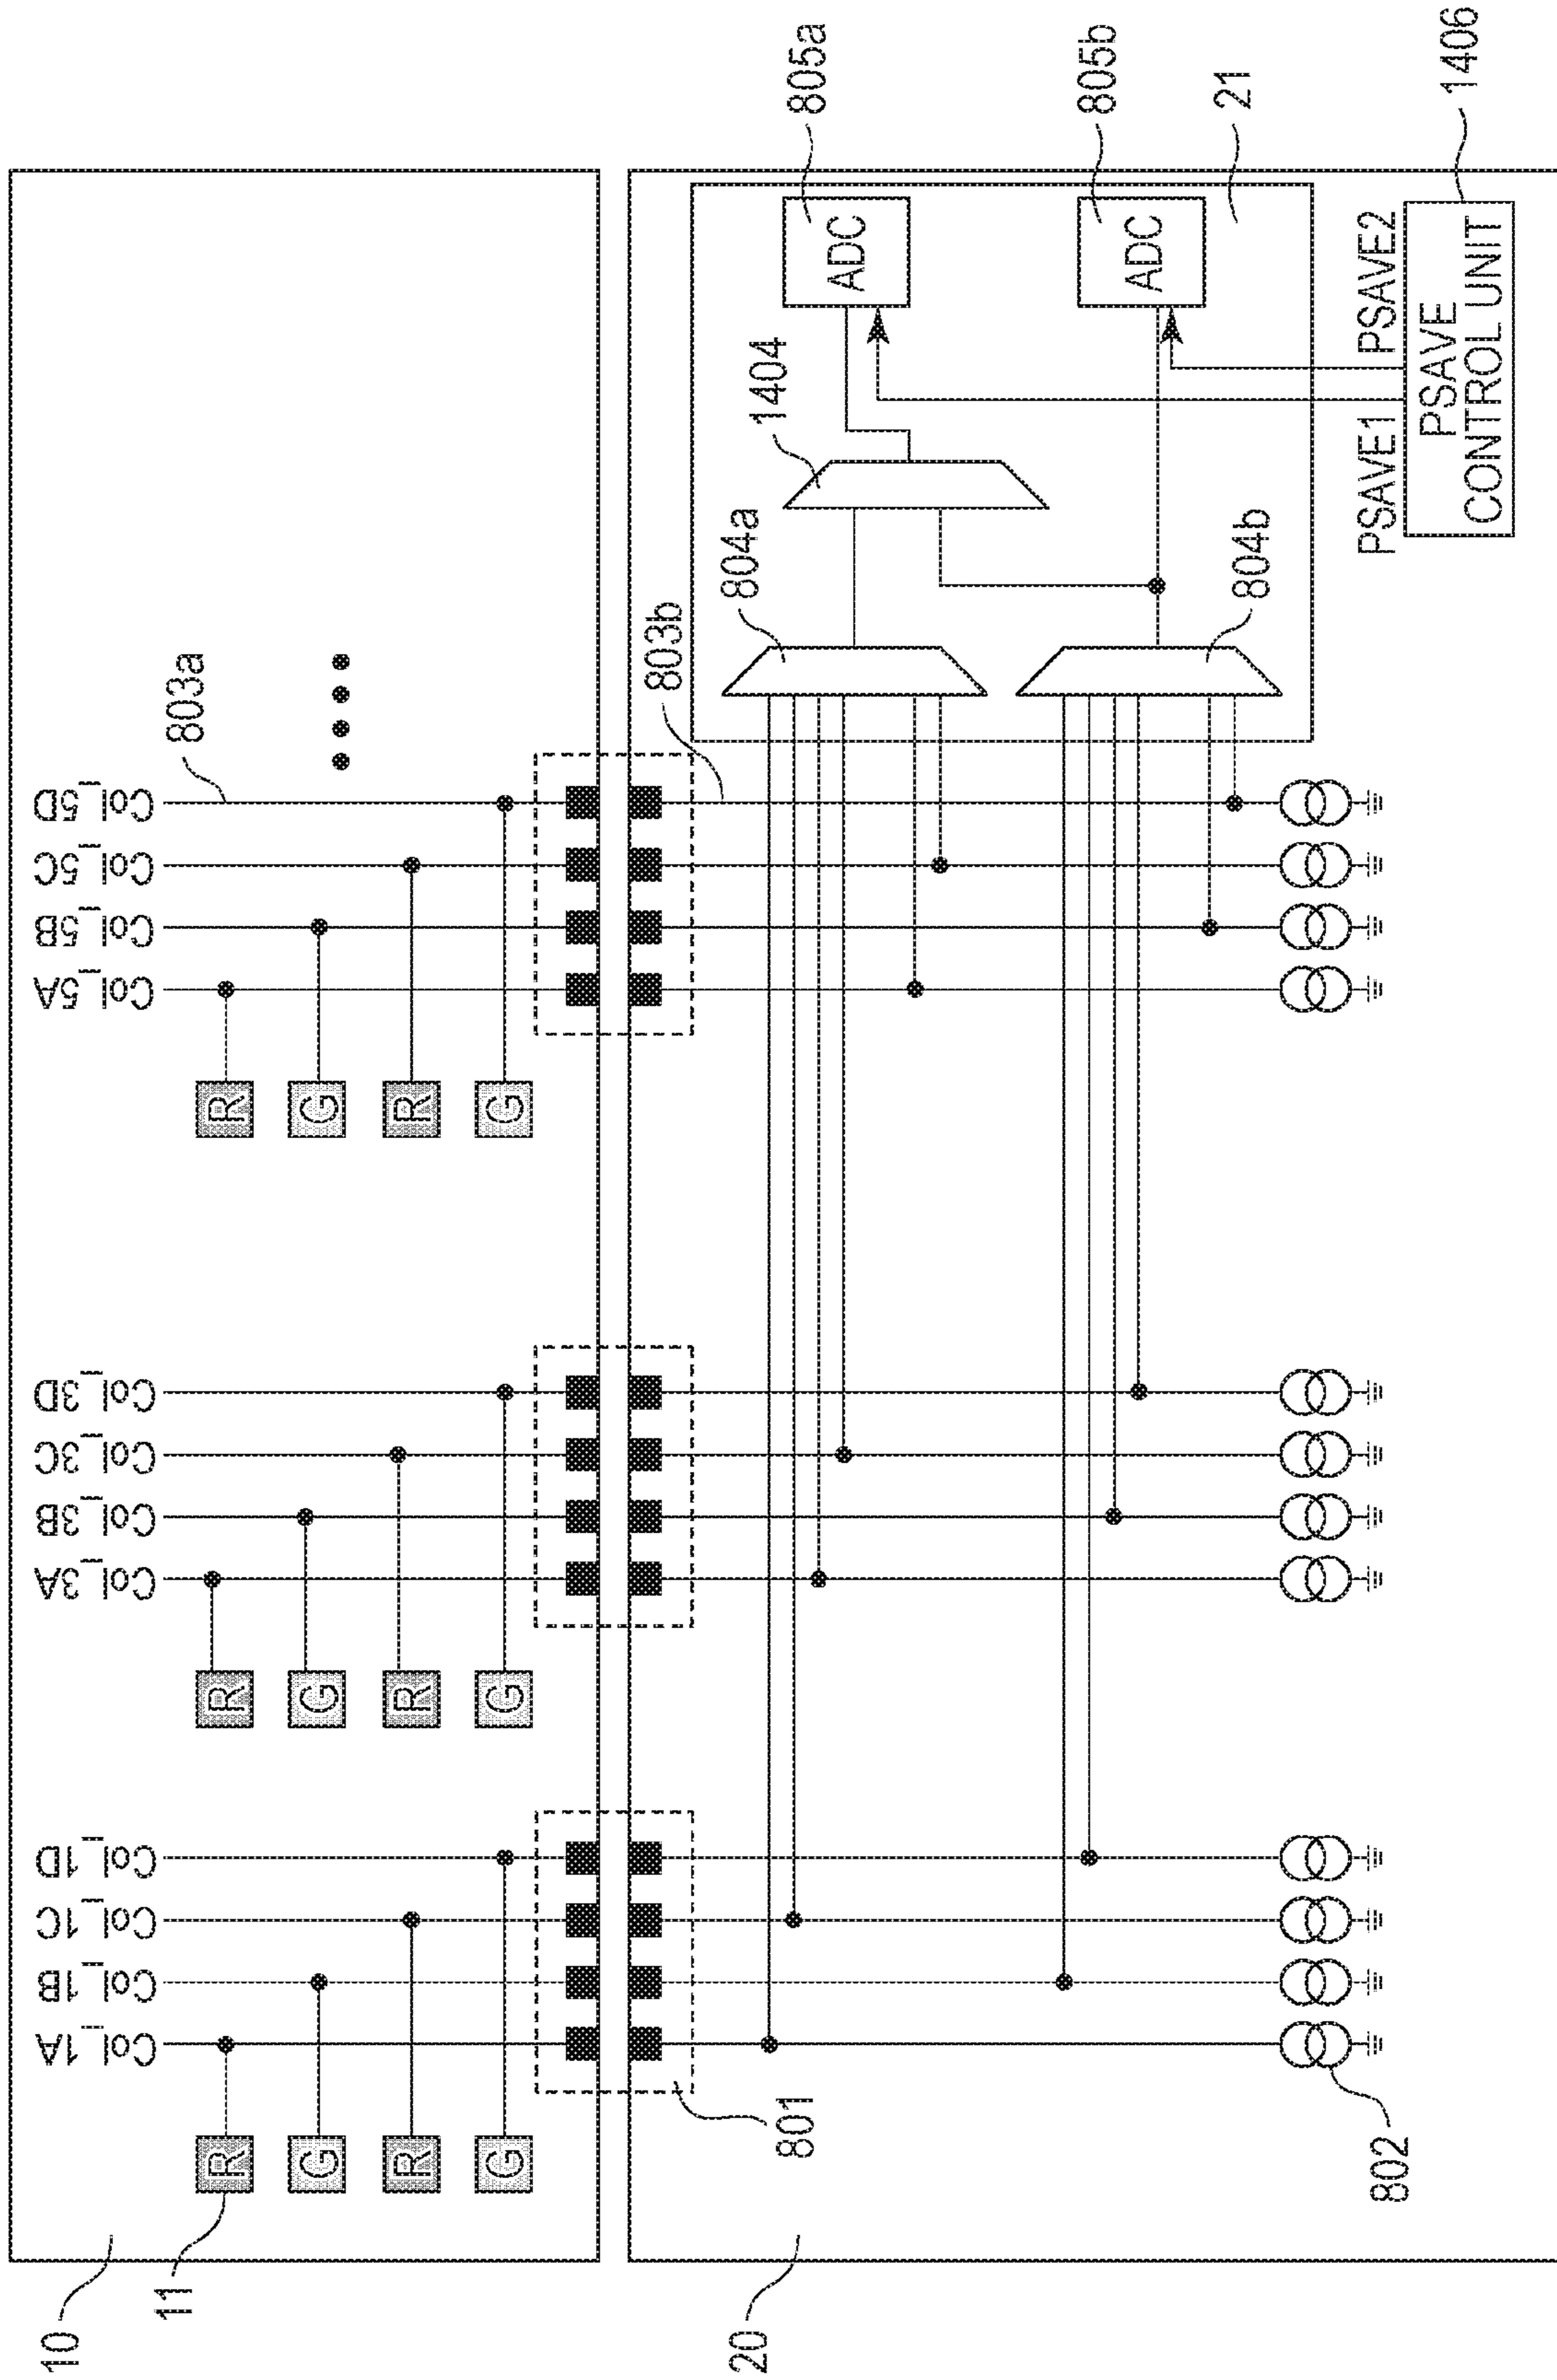 10
11
Col_1A
Col_1B
Col_1C
Col_1D
Col_3A
Col_3B
Col_3C
Col_3D
Col_5A
Col_5B
Col_5C
Col_5D
803a
R
G
R
G
R
G
R
G
R
G
R
G
20
801
802
803b
804a
804b
1404
ADC
805a
ADC
805b
21
PSAVE1
PSAVE2
PSAVE
CONTROL UNIT
1406